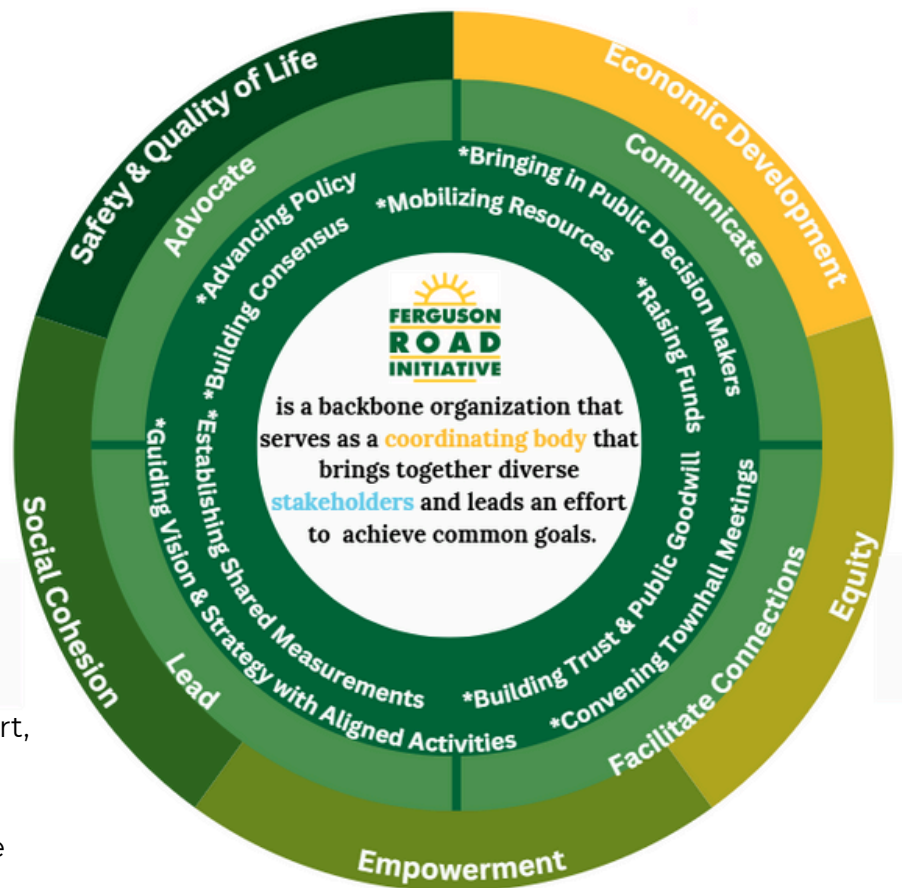 Safety & Quality of Life
Economic Development
Equity
Empowerment
Social Cohesion
Advocate
Communicate
Facilitate Connections
Lead
*Advancing Policy
*Building Consensus
*Bringing in Public Decision Makers
*Mobilizing Resources
*Raising Funds
*Building Trust & Public Goodwill
*Convening Townhall Meetings
*Establishing Shared Measurements
*Guiding Vision & Strategy with Aligned Activities
FERGUSON
ROAD
INITIATIVE
is a backbone organization that
serves as a coordinating body that
brings together diverse
stakeholders and leads an effort
to achieve common goals.